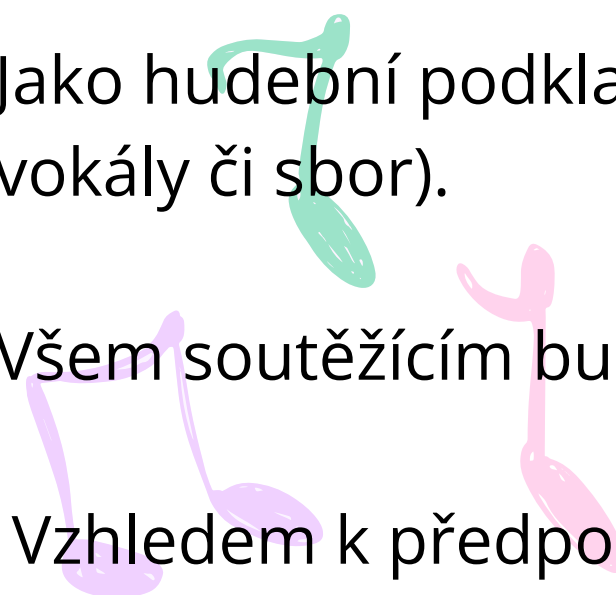 Jako hudební podkla
vokály či sbor).
Všem soutěžícím bu
Vzhledem k předpo